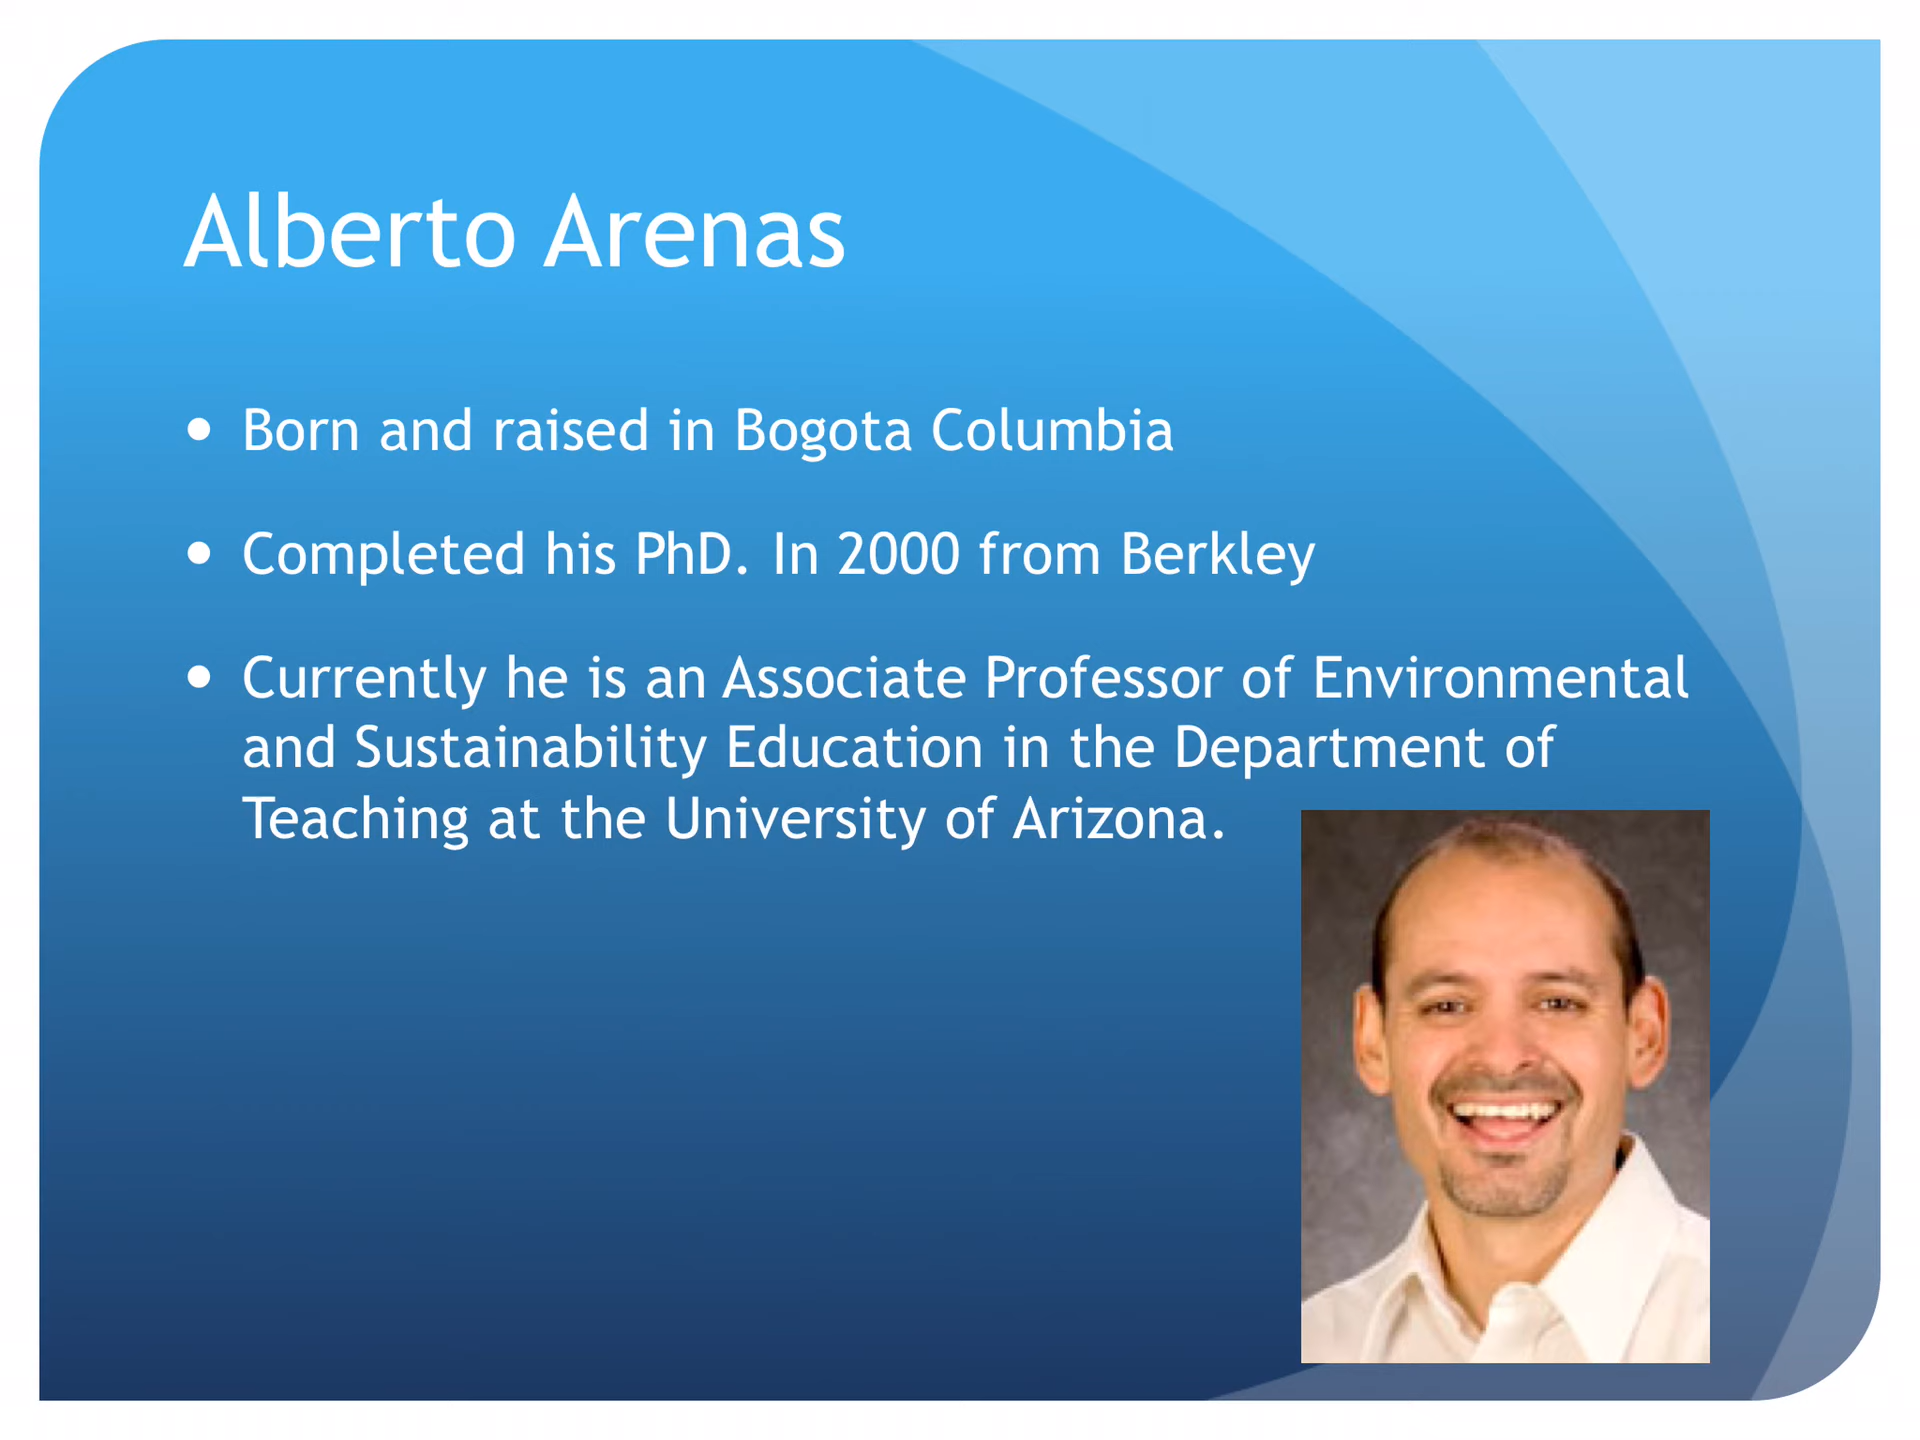 Alberto Arenas
• Born and raised in Bogota Columbia
• Completed his PhD. In 2000 from Berkley
• Currently he is an Associate Professor of Environmental
and Sustainability Education in the Department of
Teaching at the University of Arizona.